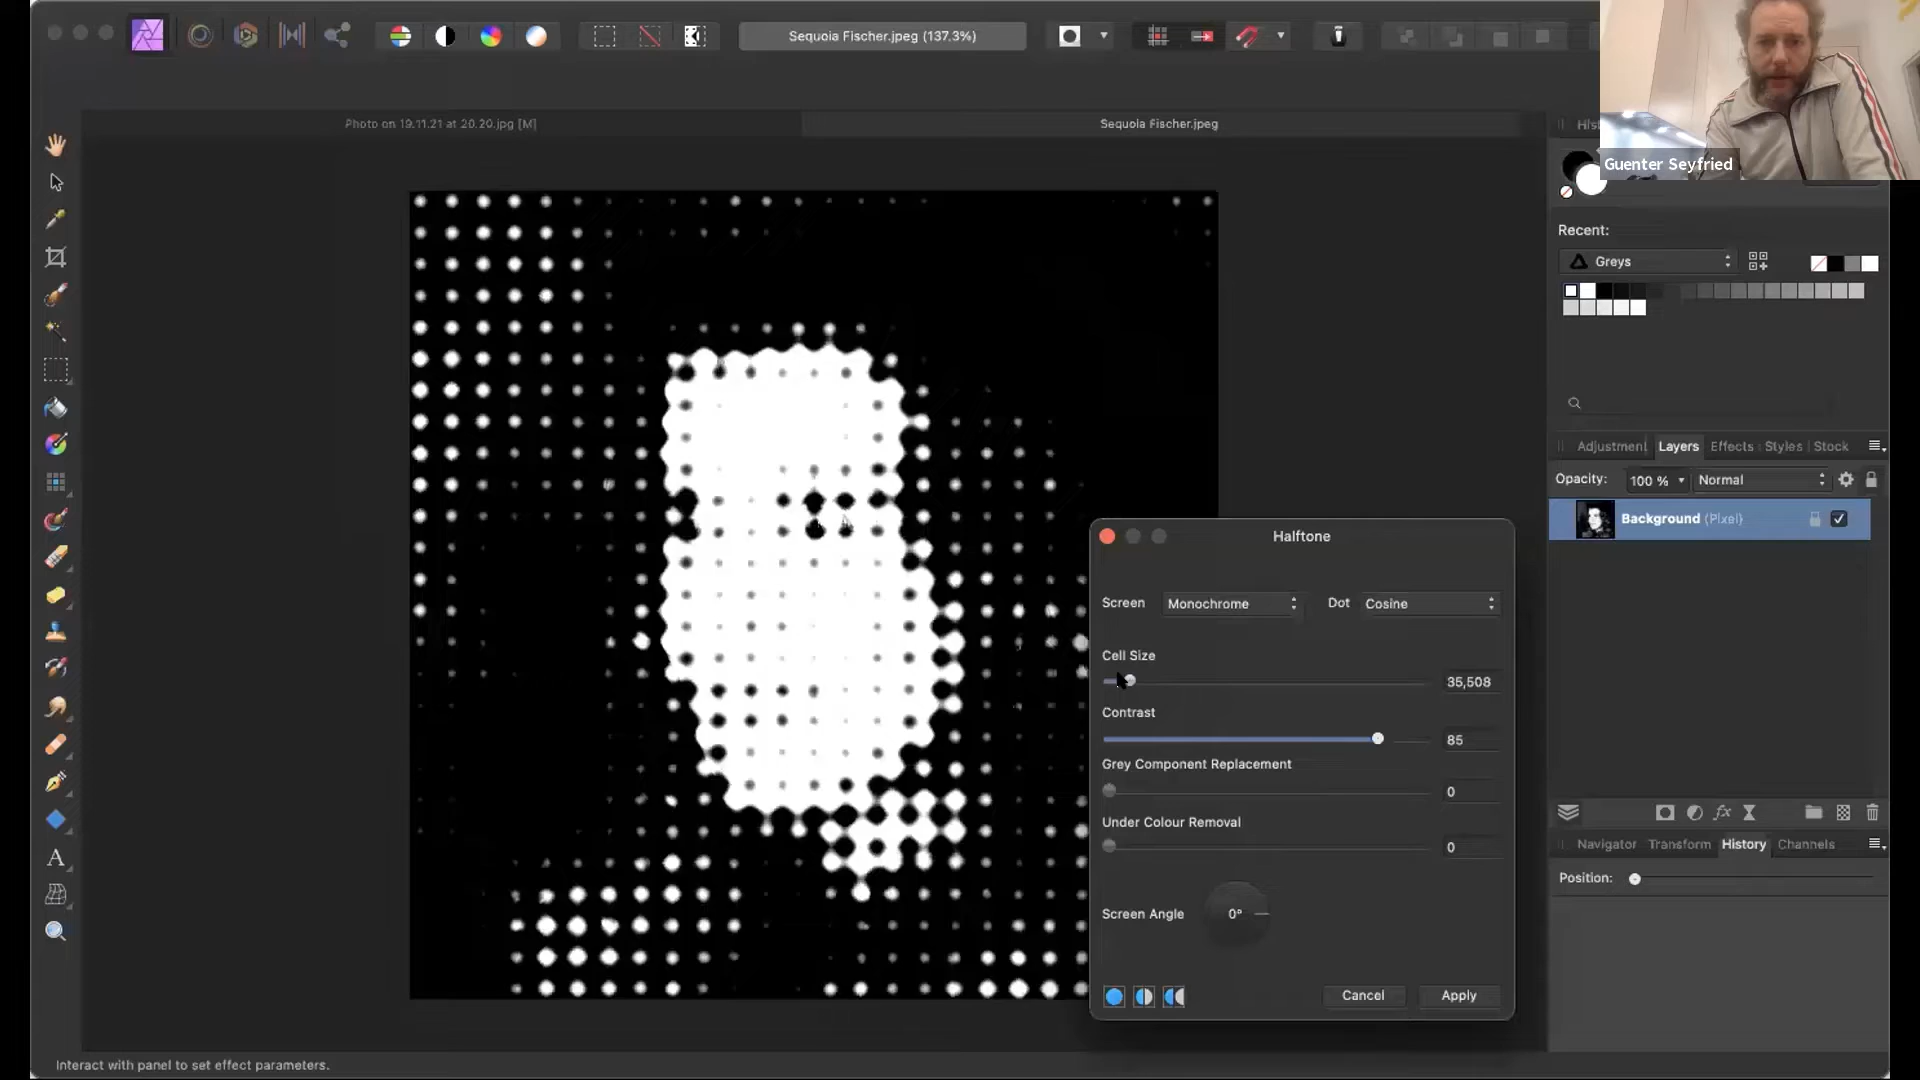 Sequoia Fischer.jpeg (137.3%)
Photo on 19.11.21 at 20.20.jpg [M]
Sequoia Fischer.jpeg
Guenter Seyfried
Recent:
Greys
Adjustment Layers Effects Styles Stock
Opacity: 100 % Normal
Background (Pixel)
Halftone
Screen Monochrome Dot Cosine
Cell Size
35,508
Contrast
85
Grey Component Replacement
0
Under Colour Removal
0
Screen Angle 0°
Cancel Apply
Navigator Transform History Channels
Position:
A
Interact with panel to set effect parameters.